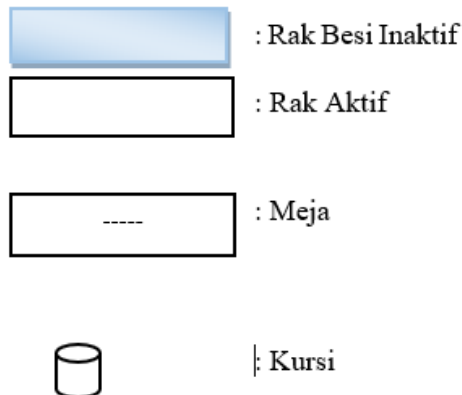 : Rak Besi Inaktif
: Rak Aktif
----- : Meja
: Kursi